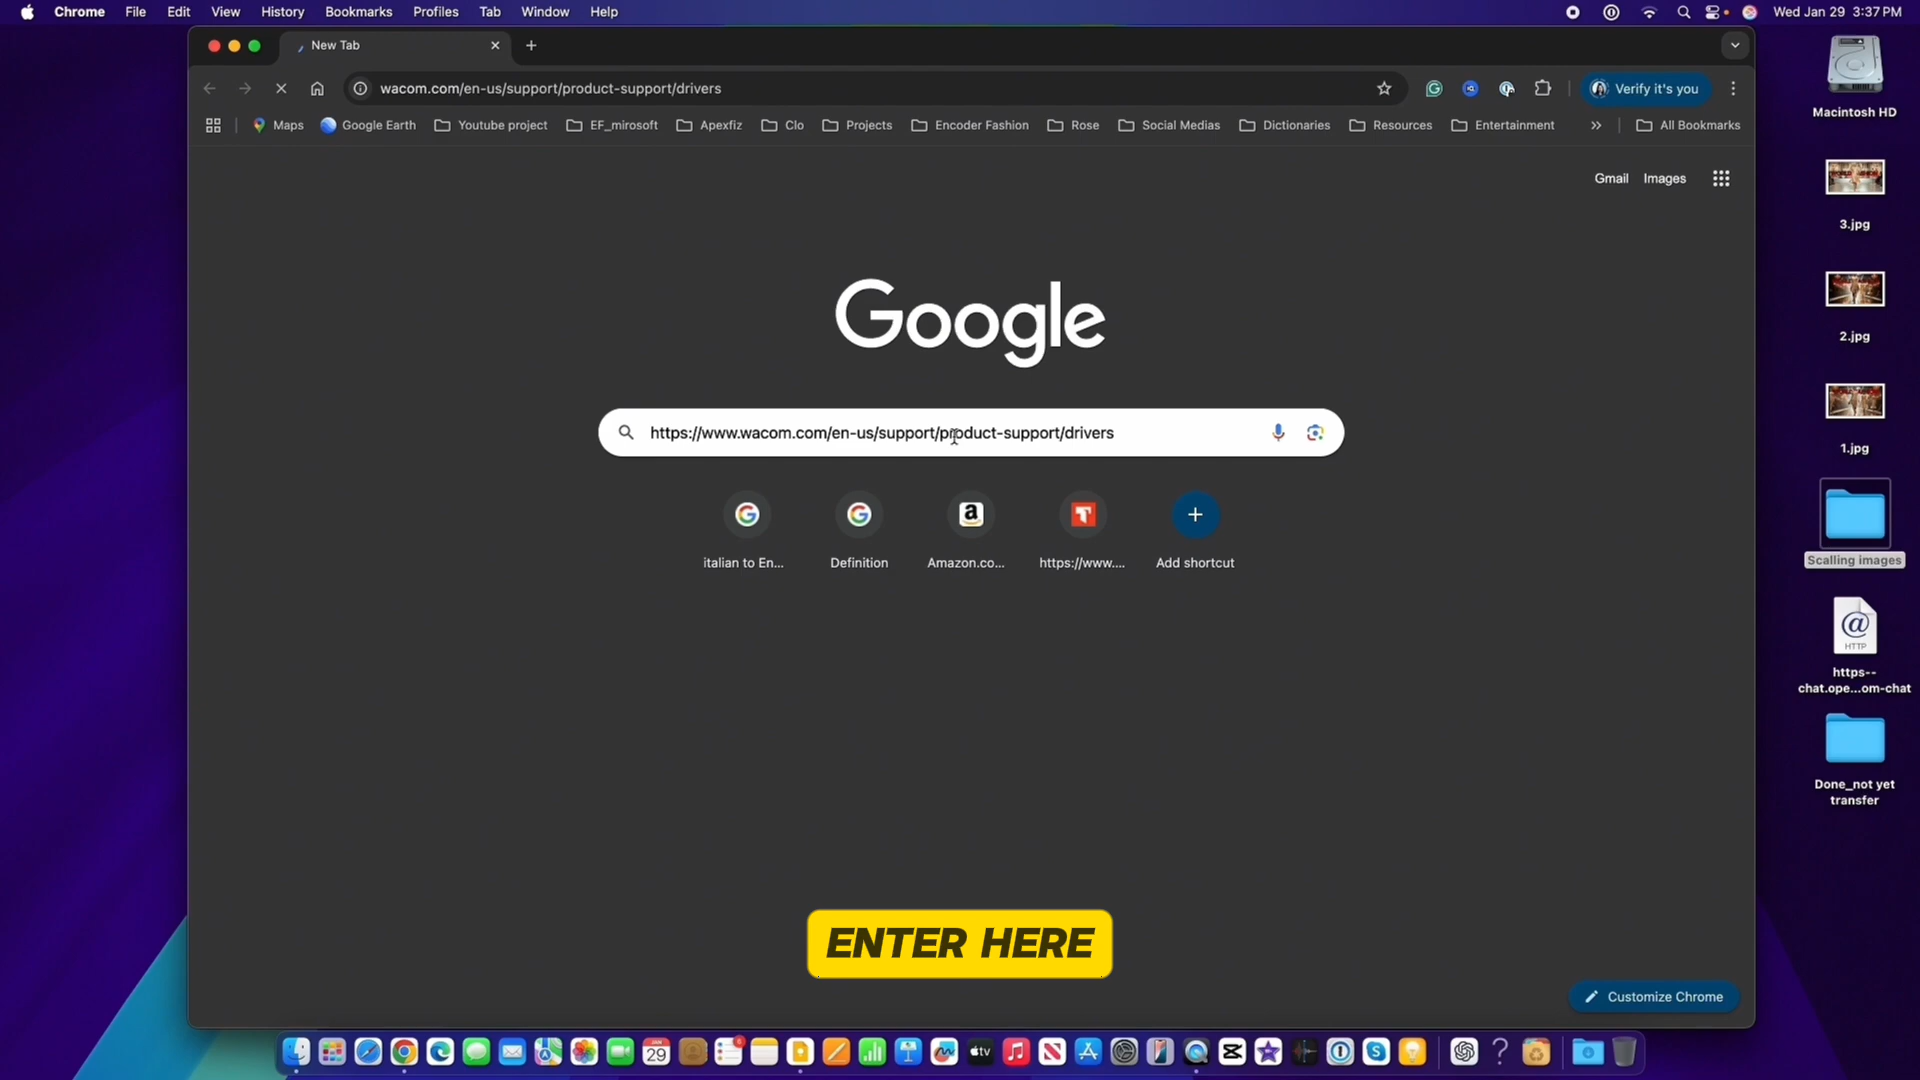 Chrome File Edit View History Bookmarks Profiles Tab Window Help Wed Jan 29 3:37 PM
New Tab
wacom.com/en-us/support/product-support/drivers Verify it's you
Maps Google Earth Youtube project EF_mirosoft Apexfiz Clo Projects Encoder Fashion Rose Social Medias Dictionaries Resources Entertainment All Bookmarks
Gmail Images
Google
https://www.wacom.com/en-us/support/product-support/drivers
italian to En... Definition Amazon.co... https://www.... Add shortcut
Macintosh HD
3.jpg
2.jpg
1.jpg
Scalling images
HTTP
https--
chat.ope...om-chat
Done_not yet
transfer
ENTER HERE
Customize Chrome
JAN
29
tv